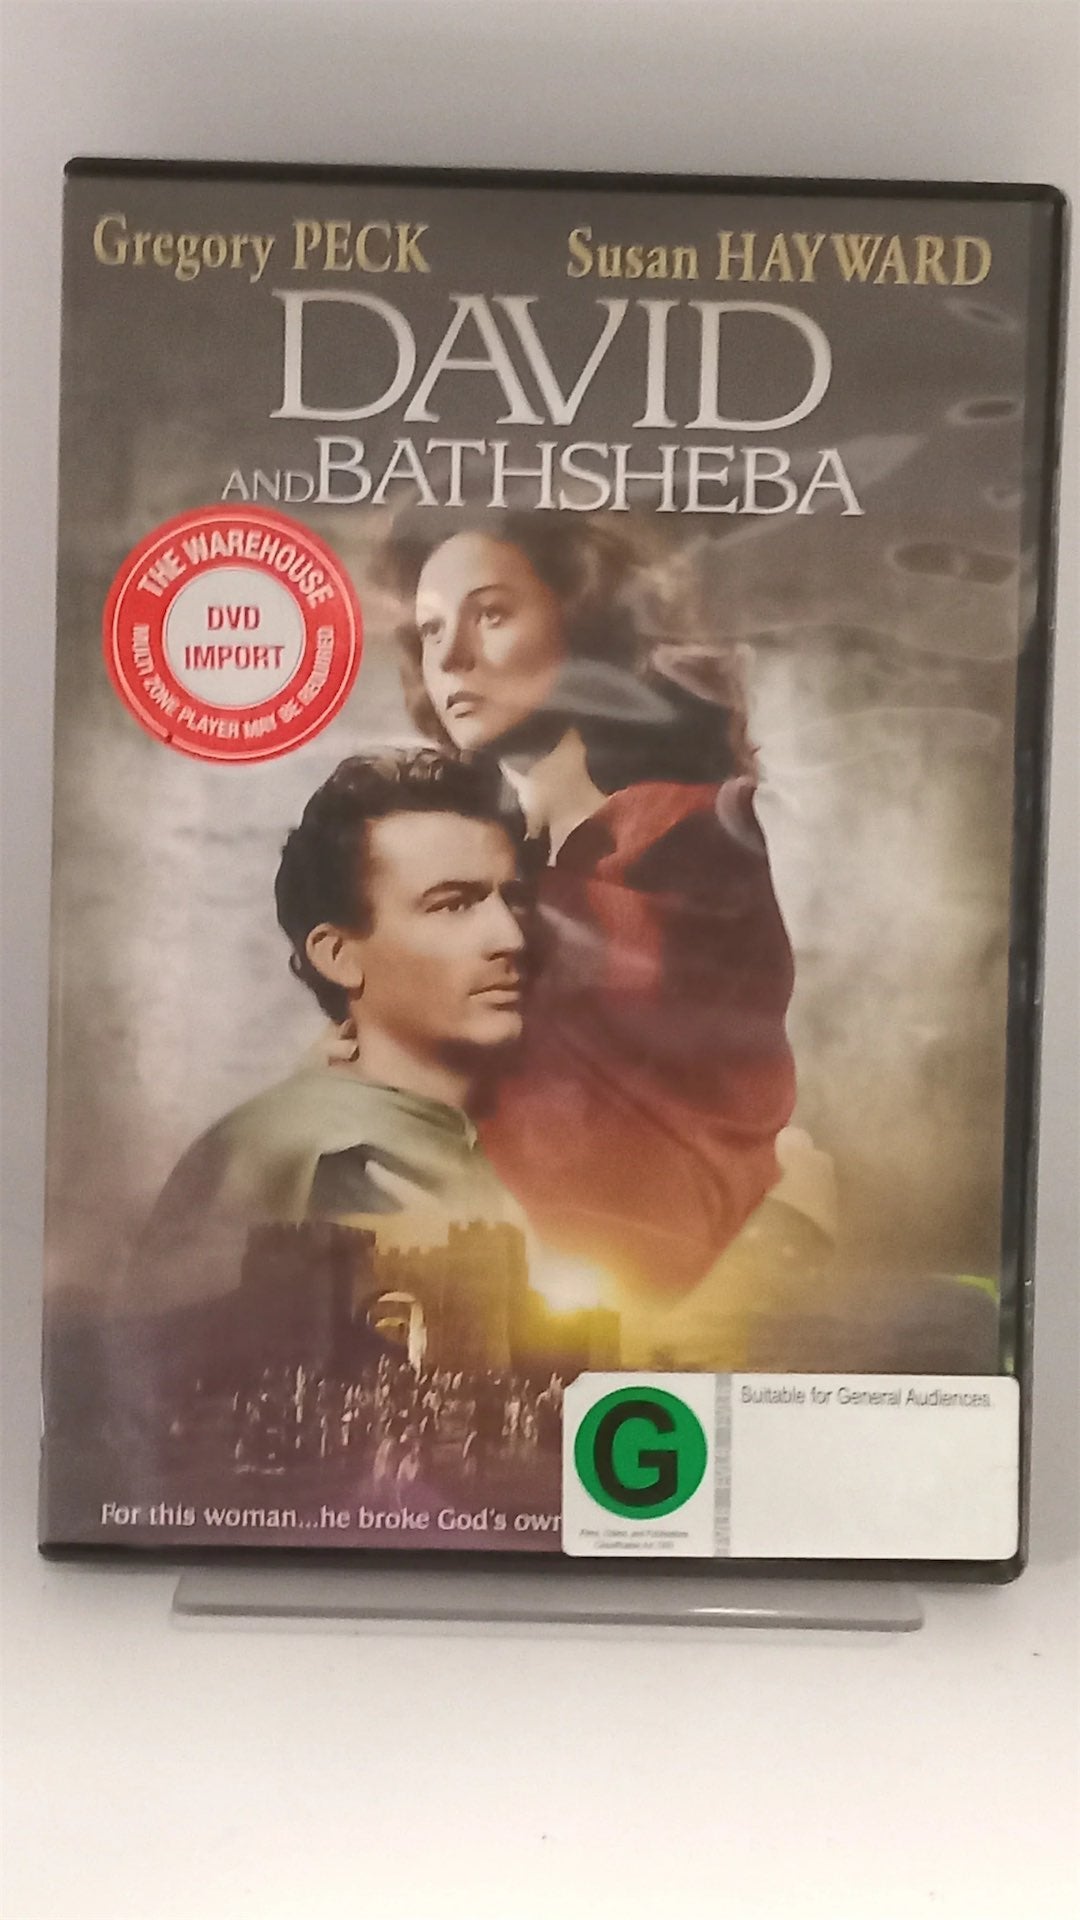 Gregory PECK
Susan HAYWARD
DAVID
AND BATHSHEBA
THE WAREHOUSE
DVD
IMPORT
MULTI ZONE PLAYER MAY BE REQUIRED
G
Suitable for General Audiences.
For this woman...he broke God's own